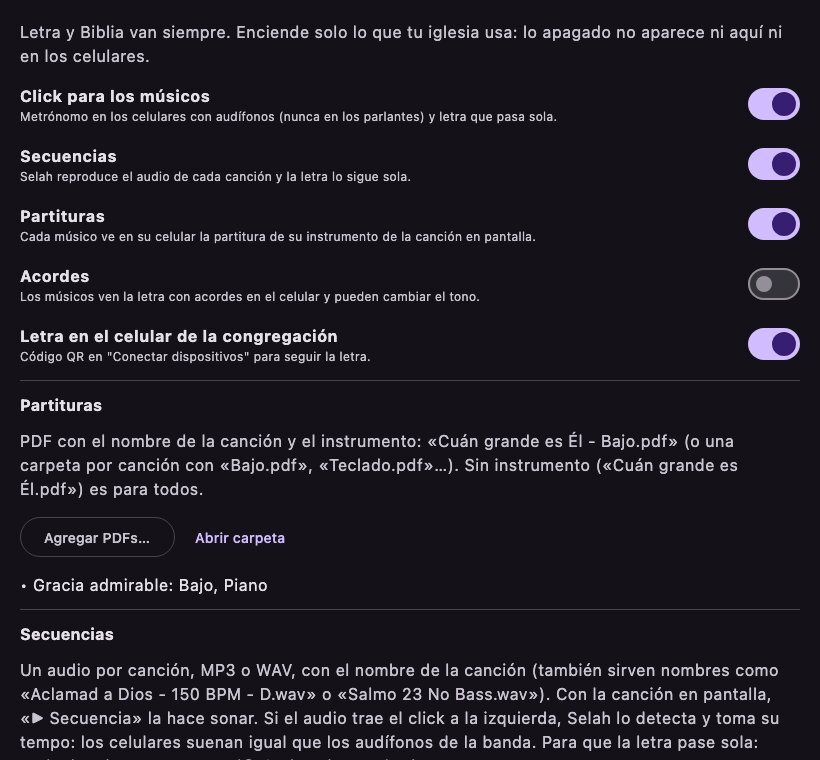 Letra y Biblia van siempre. Enciende solo lo que tu iglesia usa: lo apagado no aparece ni aquí ni
en los celulares.
Click para los músicos
Metrónomo en los celulares con audífonos (nunca en los parlantes) y letra que pasa sola.
Secuencias
Selah reproduce el audio de cada canción y la letra lo sigue sola.
Partituras
Cada músico ve en su celular la partitura de su instrumento de la canción en pantalla.
Acordes
Los músicos ven la letra con acordes en el celular y pueden cambiar el tono.
Letra en el celular de la congregación
Código QR en "Conectar dispositivos" para seguir la letra.
Partituras
PDF con el nombre de la canción y el instrumento: «Cuán grande es Él - Bajo.pdf» (o una
carpeta por canción con «Bajo.pdf», «Teclado.pdf»...). Sin instrumento («Cuán grande es
Él.pdf») es para todos.
Agregar PDFs... Abrir carpeta
• Gracia admirable: Bajo, Piano
Secuencias
Un audio por canción, MP3 o WAV, con el nombre de la canción (también sirven nombres como
«Aclamad a Dios - 150 BPM - D.wav» o «Salmo 23 No Bass.wav»). Con la canción en pantalla,
«▶ Secuencia» la hace sonar. Si el audio trae el click a la izquierda, Selah lo detecta y toma su
tempo: los celulares suenan igual que los audífonos de la banda. Para que la letra pase sola: